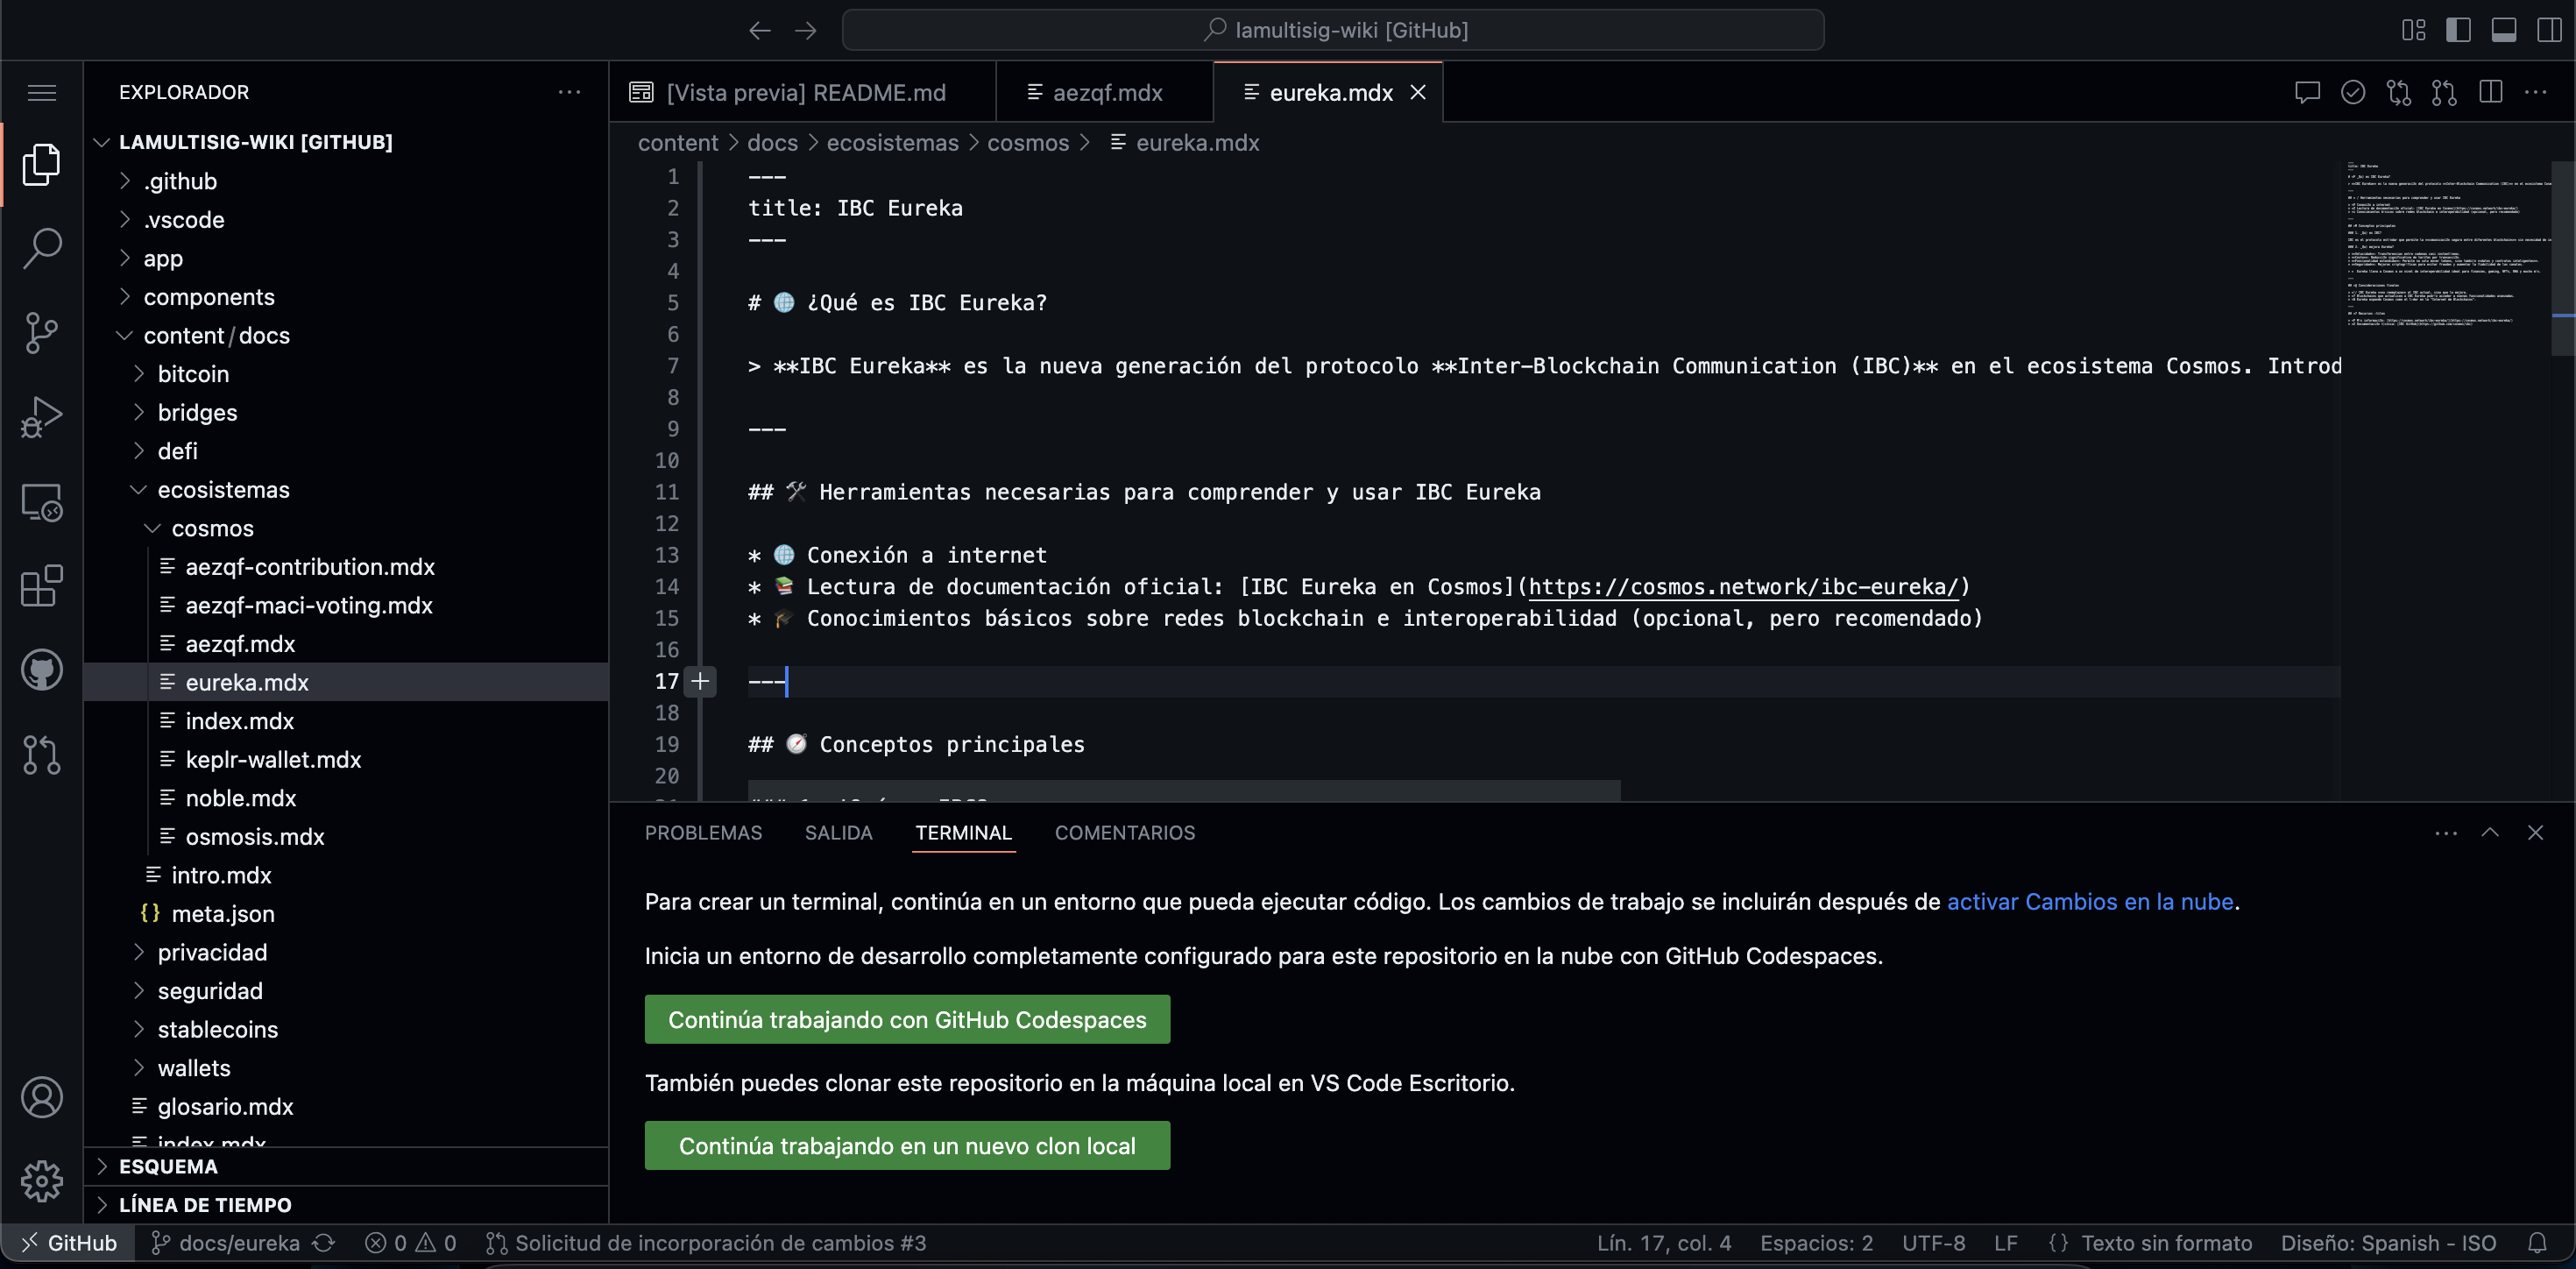 lamultisig-wiki [GitHub]
EXPLORADOR
LAMULTISIG-WIKI [GITHUB]
.github
.vscode
app
components
content/docs
bitcoin
bridges
defi
ecosistemas
cosmos
aezqf-contribution.mdx
aezqf-maci-voting.mdx
aezqf.mdx
eureka.mdx
index.mdx
keplr-wallet.mdx
noble.mdx
osmosis.mdx
intro.mdx
{} meta.json
privacidad
seguridad
stablecoins
wallets
glosario.mdx
index.mdx
ESQUEMA
LÍNEA DE TIEMPO
[Vista previa] README.md
aezqf.mdx
eureka.mdx
content > docs > ecosistemas > cosmos > eureka.mdx
1 ---
2 title: IBC Eureka
3 ---
4
5 # 🌐 ¿Qué es IBC Eureka?
6
7 > **IBC Eureka** es la nueva generación del protocolo **Inter-Blockchain Communication (IBC)** en el ecosistema Cosmos. Introd
8
9 ---
10
11 ## 🛠 Herramientas necesarias para comprender y usar IBC Eureka
12
13 * 🌐 Conexión a internet
14 * 📚 Lectura de documentación oficial: [IBC Eureka en Cosmos](https://cosmos.network/ibc-eureka/)
15 * 🎓 Conocimientos básicos sobre redes blockchain e interoperabilidad (opcional, pero recomendado)
16
17 ---
18
19 ## 🧭 Conceptos principales
20
PROBLEMAS SALIDA TERMINAL COMENTARIOS
Para crear un terminal, continúa en un entorno que pueda ejecutar código. Los cambios de trabajo se incluirán después de activar Cambios en la nube.
Inicia un entorno de desarrollo completamente configurado para este repositorio en la nube con GitHub Codespaces.
Continúa trabajando con GitHub Codespaces
También puedes clonar este repositorio en la máquina local en VS Code Escritorio.
Continúa trabajando en un nuevo clon local
GitHub docs/eureka 0 0 Solicitud de incorporación de cambios #3 Lín. 17, col. 4 Espacios: 2 UTF-8 LF {} Texto sin formato Diseño: Spanish - ISO